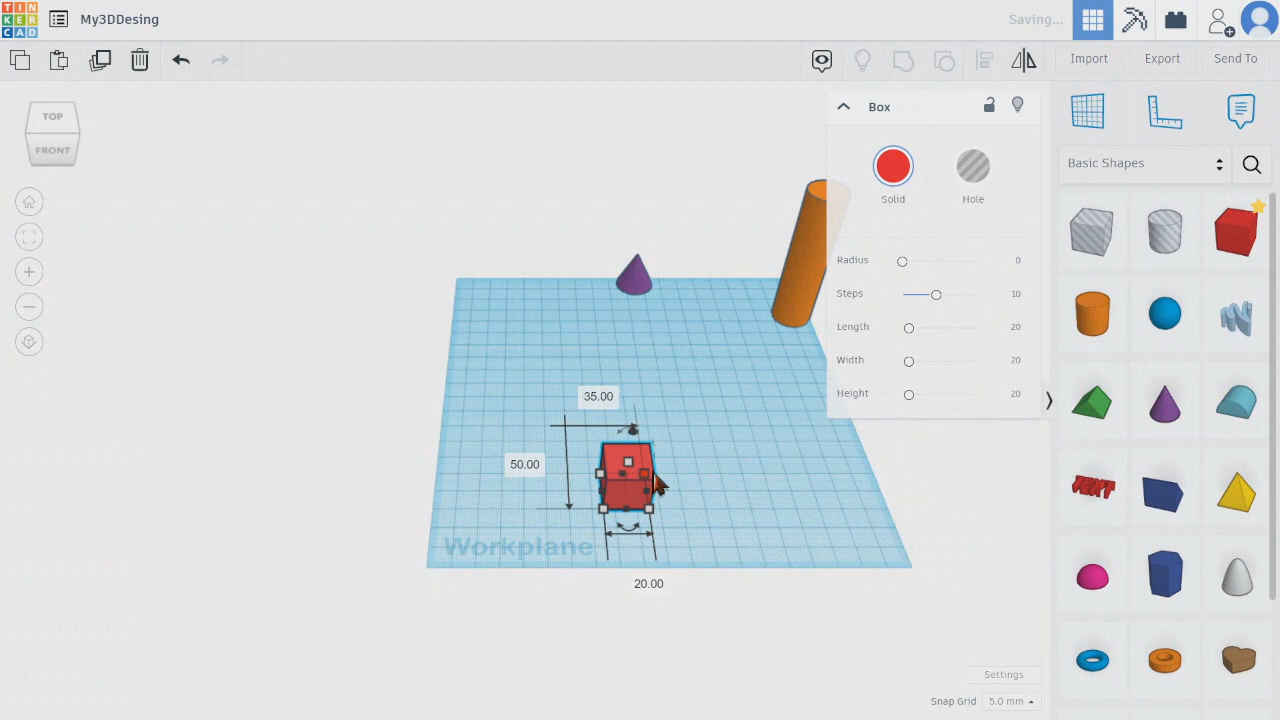 TIN
KER
CAD
My3DDesing
Saving...
Import
Export
Send To
TOP
FRONT
Box
Solid
Hole
Radius 0
Steps 10
Length 20
Width 20
Height 20
Basic Shapes
TEXT
35.00
50.00
Workplane
20.00
Settings
Snap Grid 5.0 mm